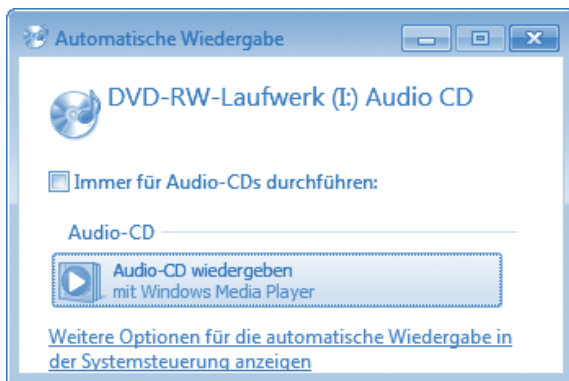 Automatische Wiedergabe
DVD-RW-Laufwerk (I:) Audio CD
Immer für Audio-CDs durchführen:
Audio-CD
Audio-CD wiedergeben
mit Windows Media Player
Weitere Optionen für die automatische Wiedergabe in
der Systemsteuerung anzeigen